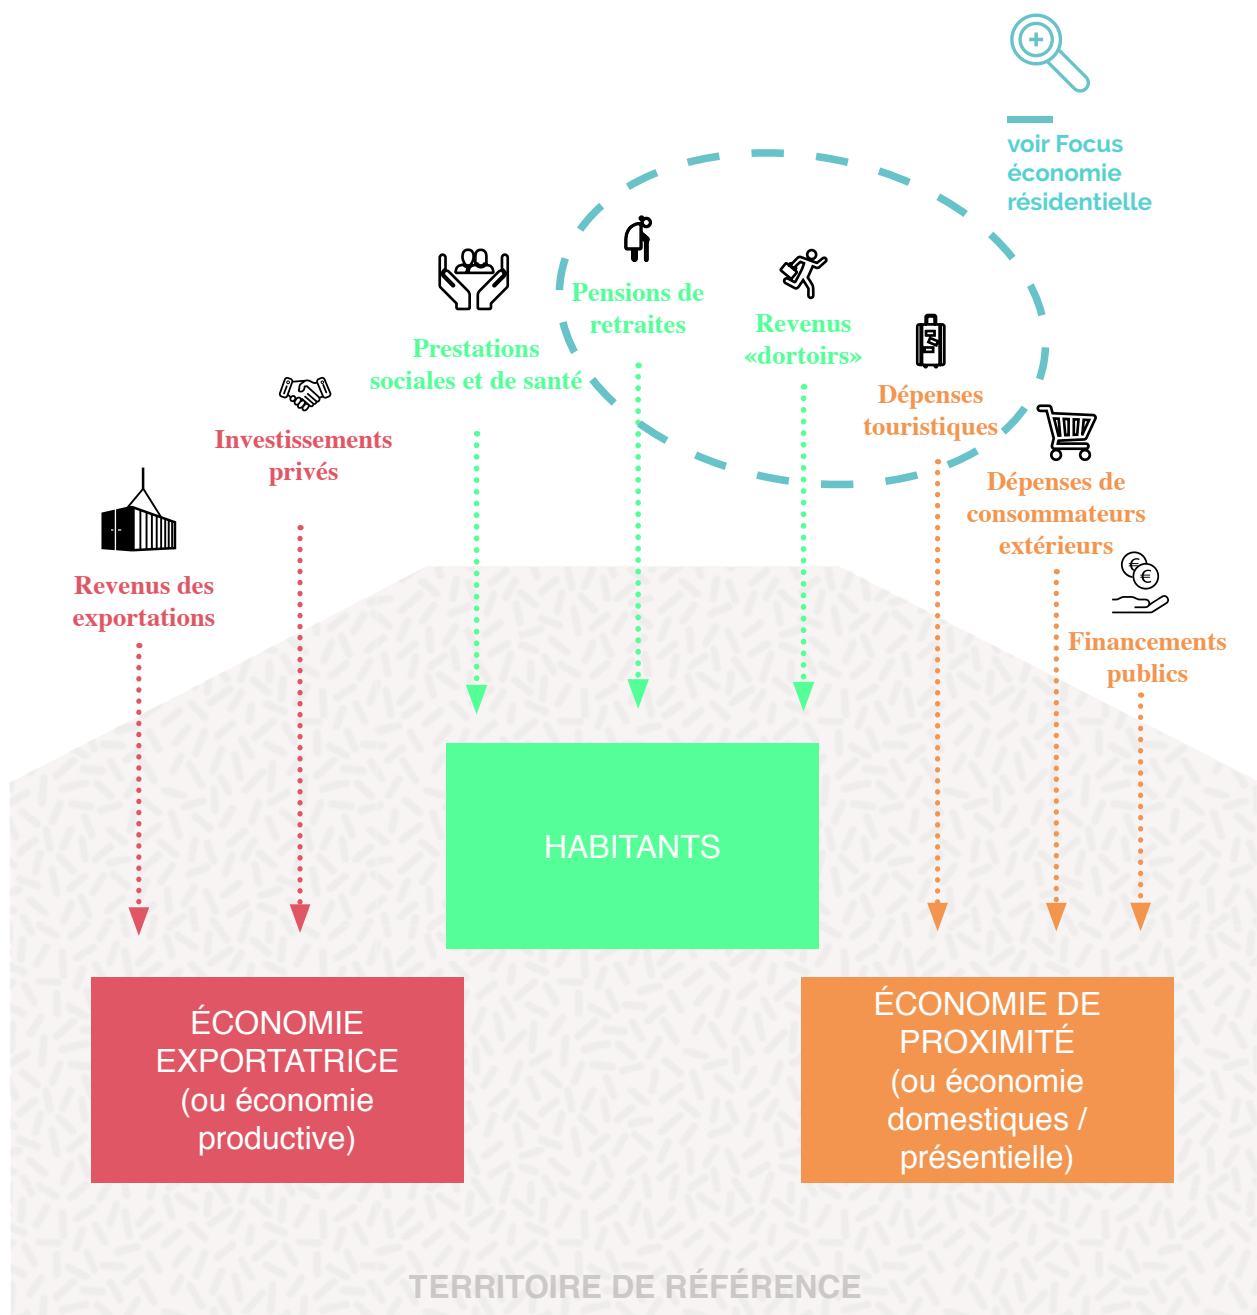 voir Focus
économie
résidentielle
Pensions de
retraites
Revenus
«dortoirs»
Prestations
sociales et de santé
Dépenses
touristiques
Investissements
privés
Dépenses de
consommateurs
extérieurs
Revenus des
exportations
Financements
publics
HABITANTS
ÉCONOMIE
EXPORTATRICE
(ou économie
productive)
ÉCONOMIE DE
PROXIMITÉ
(ou économie
domestiques /
présentielle)
TERRITOIRE DE RÉFÉRENCE